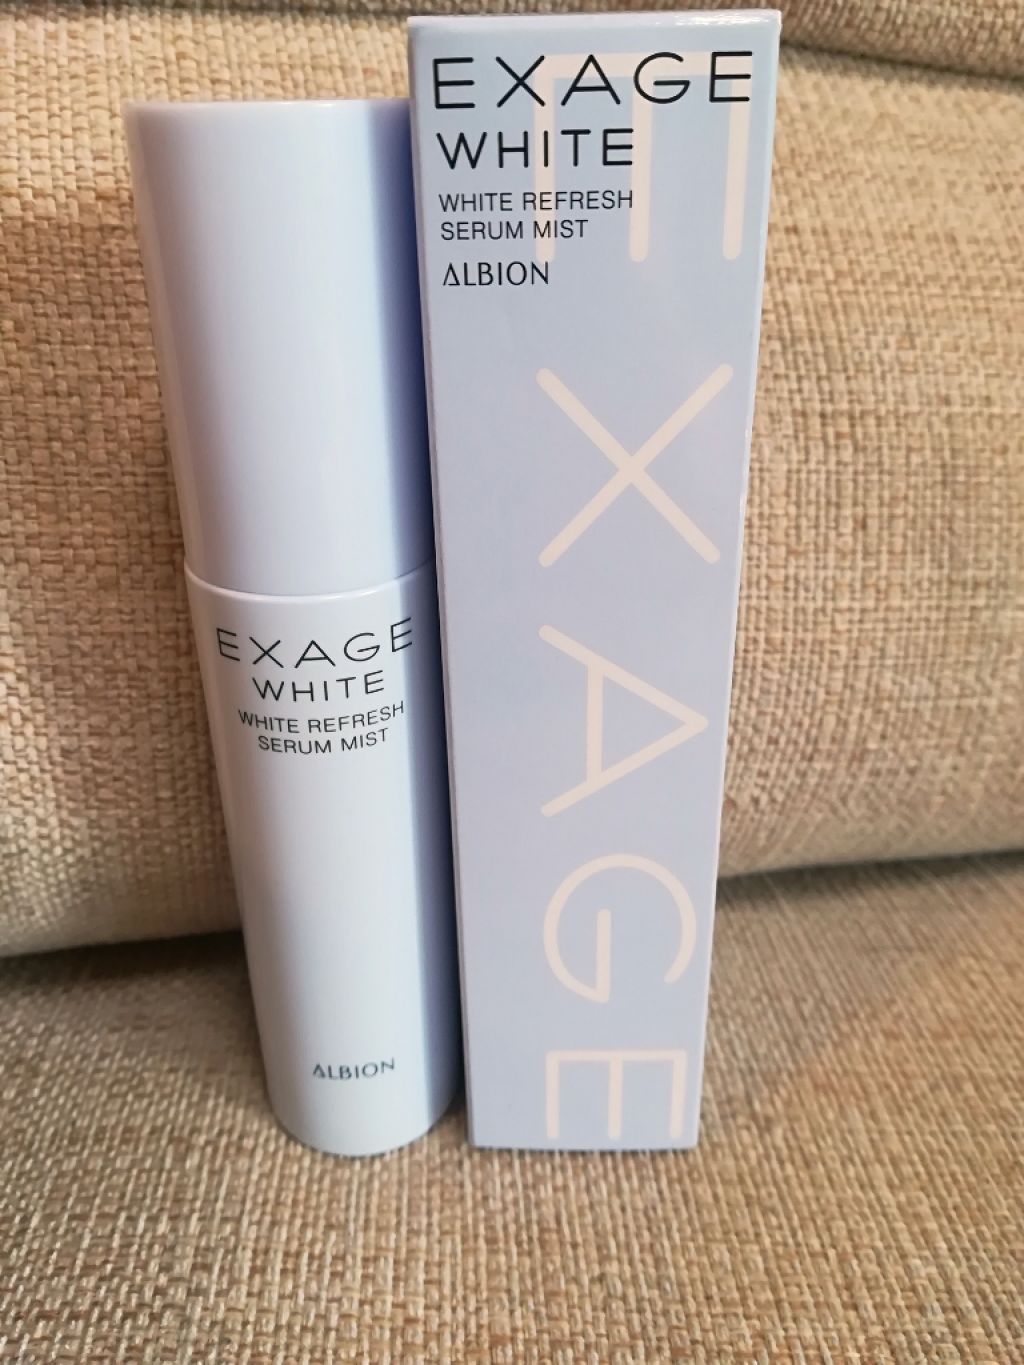 EXAGE
WHITE
WHITE REFRESH
SERUM MIST
ALBION
EXAGE
EXAGE
WHITE
WHITE REFRESH
SERUM MIST
ALBION